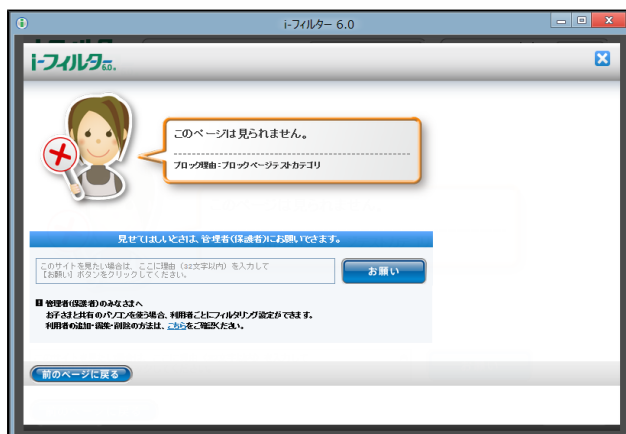 i-フィルター 6.0
i-フィルター 6.0.
このページは見られません。
ブロック理由：ブロックページテストカテゴリ
見せてほしいときは、管理者(保護者)にお願いできます。
このサイトを見たい場合は、ここに理由（32文字以内）を入力して
【お願い】ボタンをクリックしてください。
お願い
管理者(保護者)のみなさまへ
お子さまと共有のパソコンを使う場合、利用者ごとにフィルタリング設定ができます。
利用者の追加・編集・削除の方法は、こちらをご確認ください。
前のページに戻る